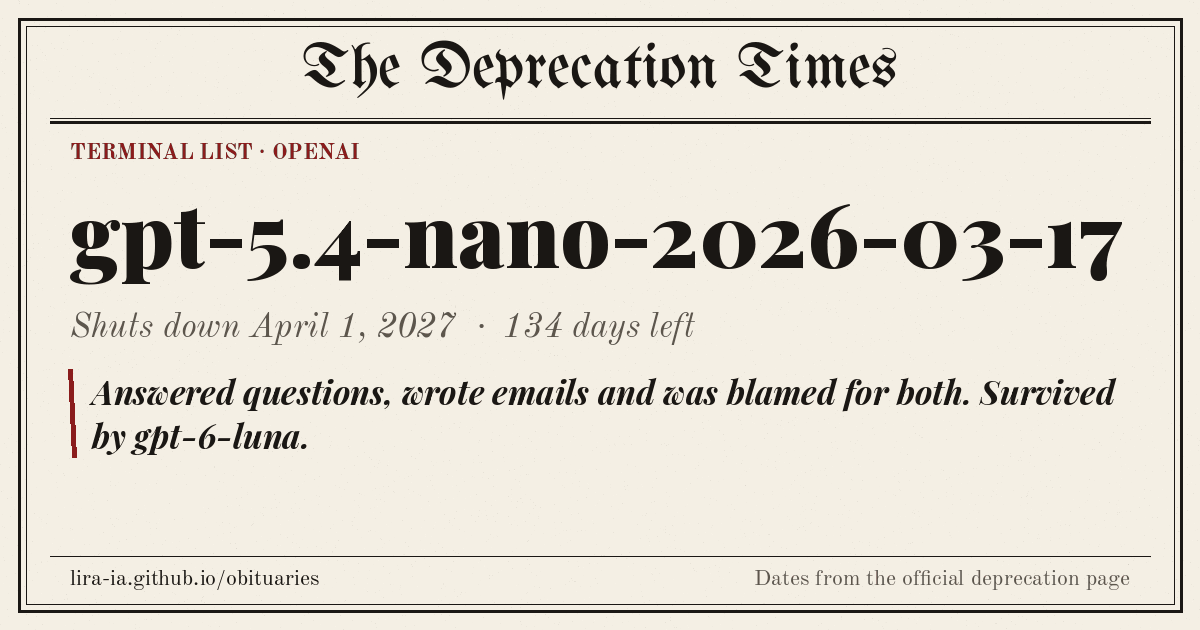 The Deprecation Times
TERMINAL LIST · OPENAI
gpt-5.4-nano-2026-03-17
Shuts down April 1, 2027 · 134 days left
Answered questions, wrote emails and was blamed for both. Survived
by gpt-6-luna.
lira-ia.github.io/obituaries
Dates from the official deprecation page